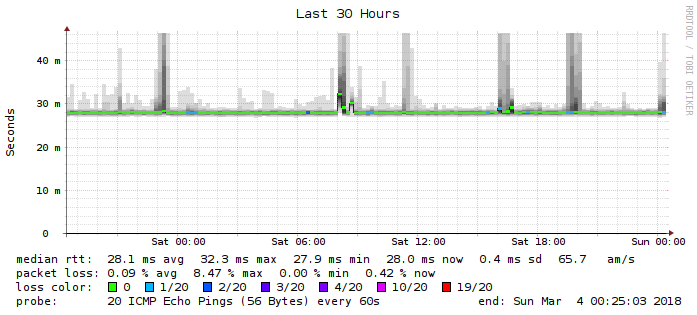 Last 30 Hours
RRDTOOL / TOBI OETIKER
Seconds
40 m
30 m
20 m
10 m
0
Sat 00:00 Sat 06:00 Sat 12:00 Sat 18:00 Sun 00:00
median rtt: 28.1 ms avg 32.3 ms max 27.9 ms min 28.0 ms now 0.4 ms sd 65.7 am/s
packet loss: 0.09 % avg 8.47 % max 0.00 % min 0.42 % now
loss color: 0 1/20 2/20 3/20 4/20 10/20 19/20
probe: 20 ICMP Echo Pings (56 Bytes) every 60s end: Sun Mar 4 00:25:03 2018